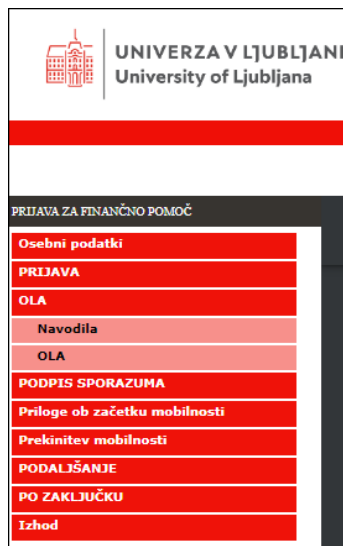 UNIVERZA V LJUBLJANI
University of Ljubljana
PRIJAVA ZA FINANČNO POMOČ
Osebni podatki
PRIJAVA
OLA
Navodila
OLA
PODPIS SPORAZUMA
Priloge ob začetku mobilnosti
Prekinitev mobilnosti
PODALJŠANJE
PO ZAKLJUČKU
Izhod